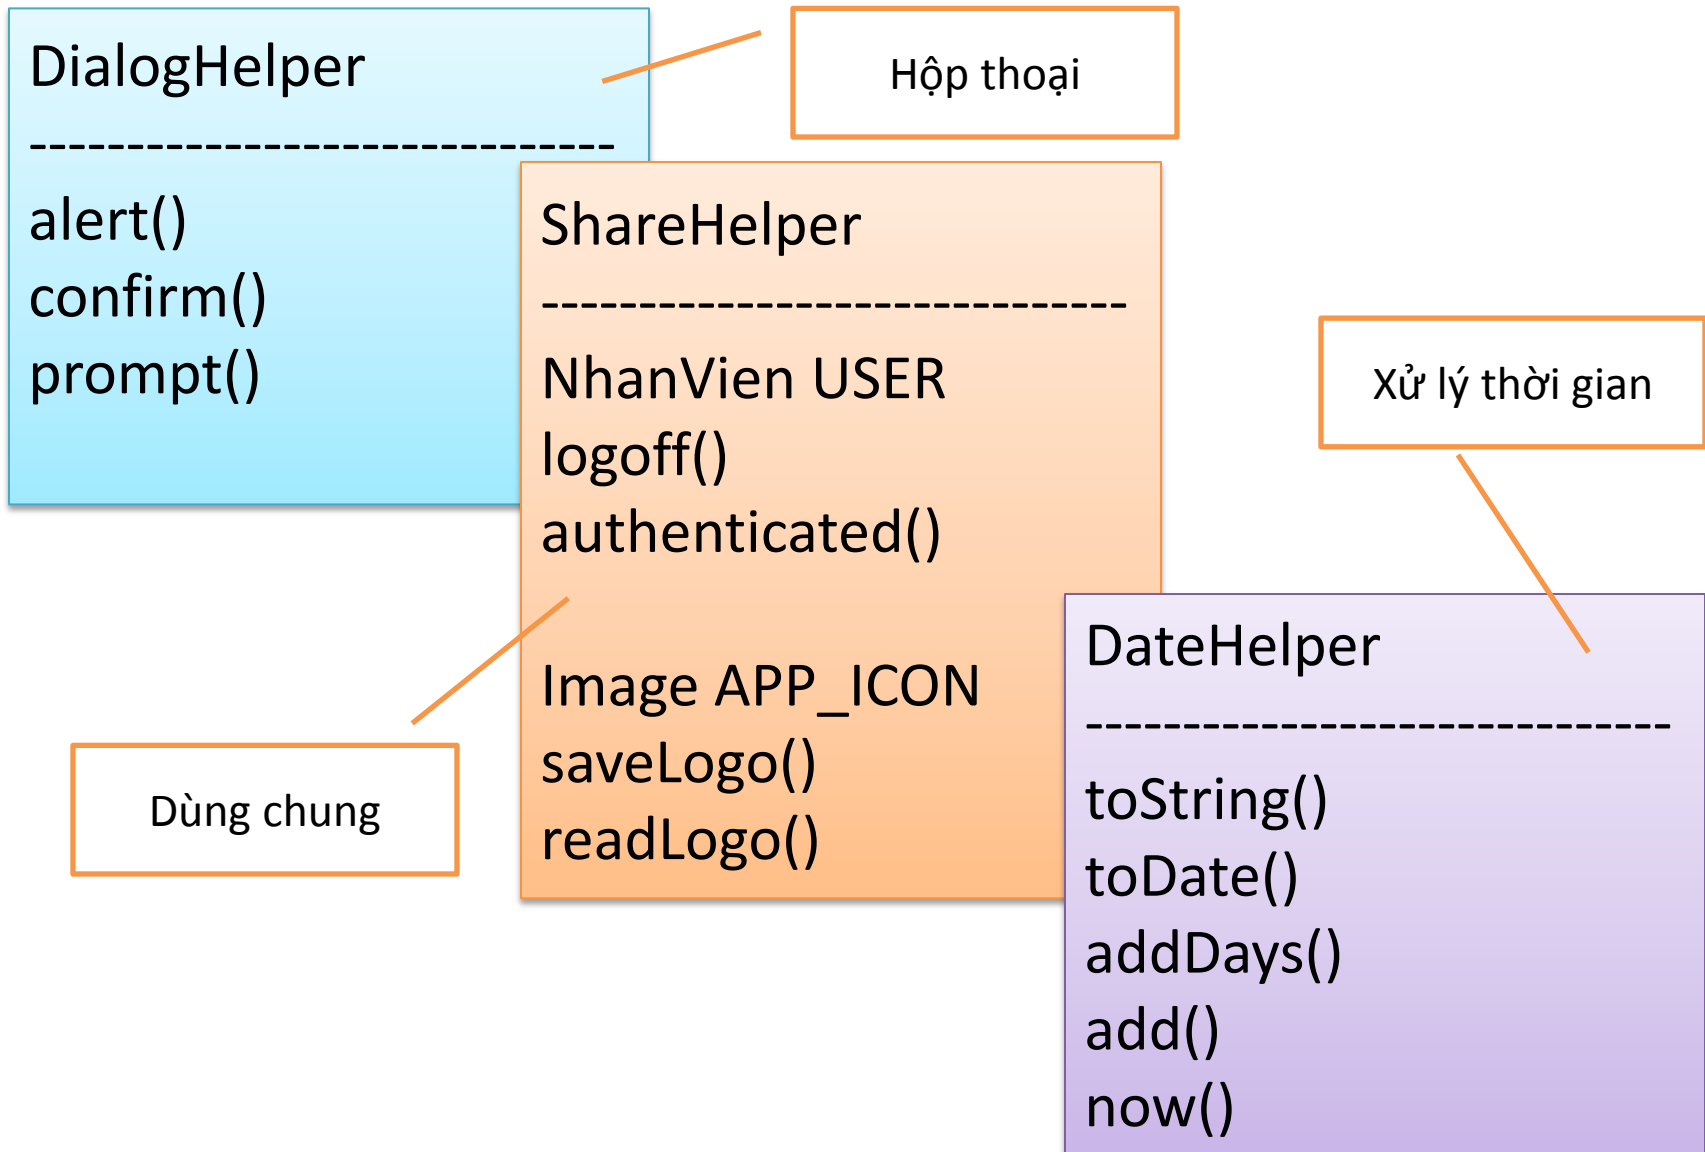 DialogHelper
------------------------------
alert()
confirm()
prompt()
Hộp thoại
ShareHelper
------------------------------
NhanVien USER
logoff()
authenticated()
Image APP_ICON
saveLogo()
readLogo()
Dùng chung
Xử lý thời gian
DateHelper
------------------------------
toString()
toDate()
addDays()
add()
now()